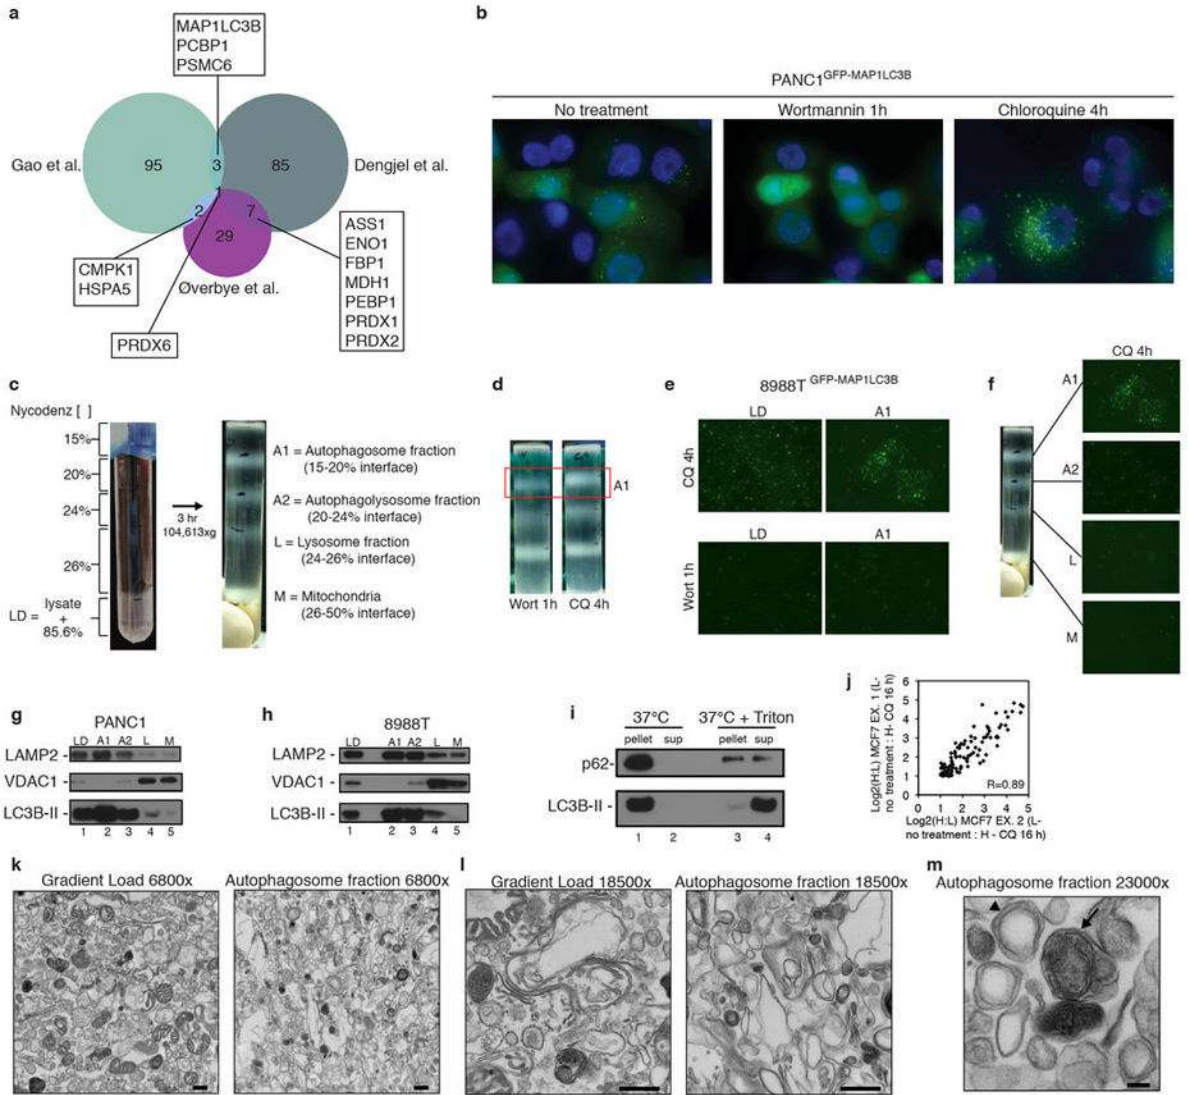 a
MAP1LC3B
PCBP1
PSMC6
Gao et al.
95
3
85
Dengjel et al.
1
2
7
29
CMPK1
HSPA5
Øverbye et al.
PRDX6
ASS1
ENO1
FBP1
MDH1
PEBP1
PRDX1
PRDX2
b
PANC1GFP-MAP1LC3B
No treatment
Wortmannin 1h
Chloroquine 4h
c
Nycodenz [ ]
15%
20%
24%
26%
LD = lysate
+
85.6%
3 hr
104,613xg
A1 = Autophagosome fraction
(15-20% interface)
A2 = Autophagolysosome fraction
(20-24% interface)
L = Lysosome fraction
(24-26% interface)
M = Mitochondria
(26-50% interface)
d
A1
Wort 1h
CQ 4h
e
8988T GFP-MAP1LC3B
LD
A1
CQ 4h
LD
A1
Wort 1h
f
CQ 4h
A1
A2
L
M
g
PANC1
LD A1 A2 L M
LAMP2 -
VDAC1 -
LC3B-II -
1 2 3 4 5
h
8988T
LD A1 A2 L M
LAMP2 -
VDAC1 -
LC3B-II -
1 2 3 4 5
i
37°C
37°C + Triton
pellet sup pellet sup
p62-
LC3B-II -
1 2 3 4
j
Log2(H:L) MCF7 EX. 1 (L-
no treatment : H- CQ 16 h)
6
5
4
3
2
1
0
R=0.89
0 1 2 3 4 5
Log2(H:L) MCF7 EX. 2 (L-
no treatment : H - CQ 16 h)
k
Gradient Load 6800x
Autophagosome fraction 6800x
l
Gradient Load 18500x
Autophagosome fraction 18500x
m
Autophagosome fraction 23000x